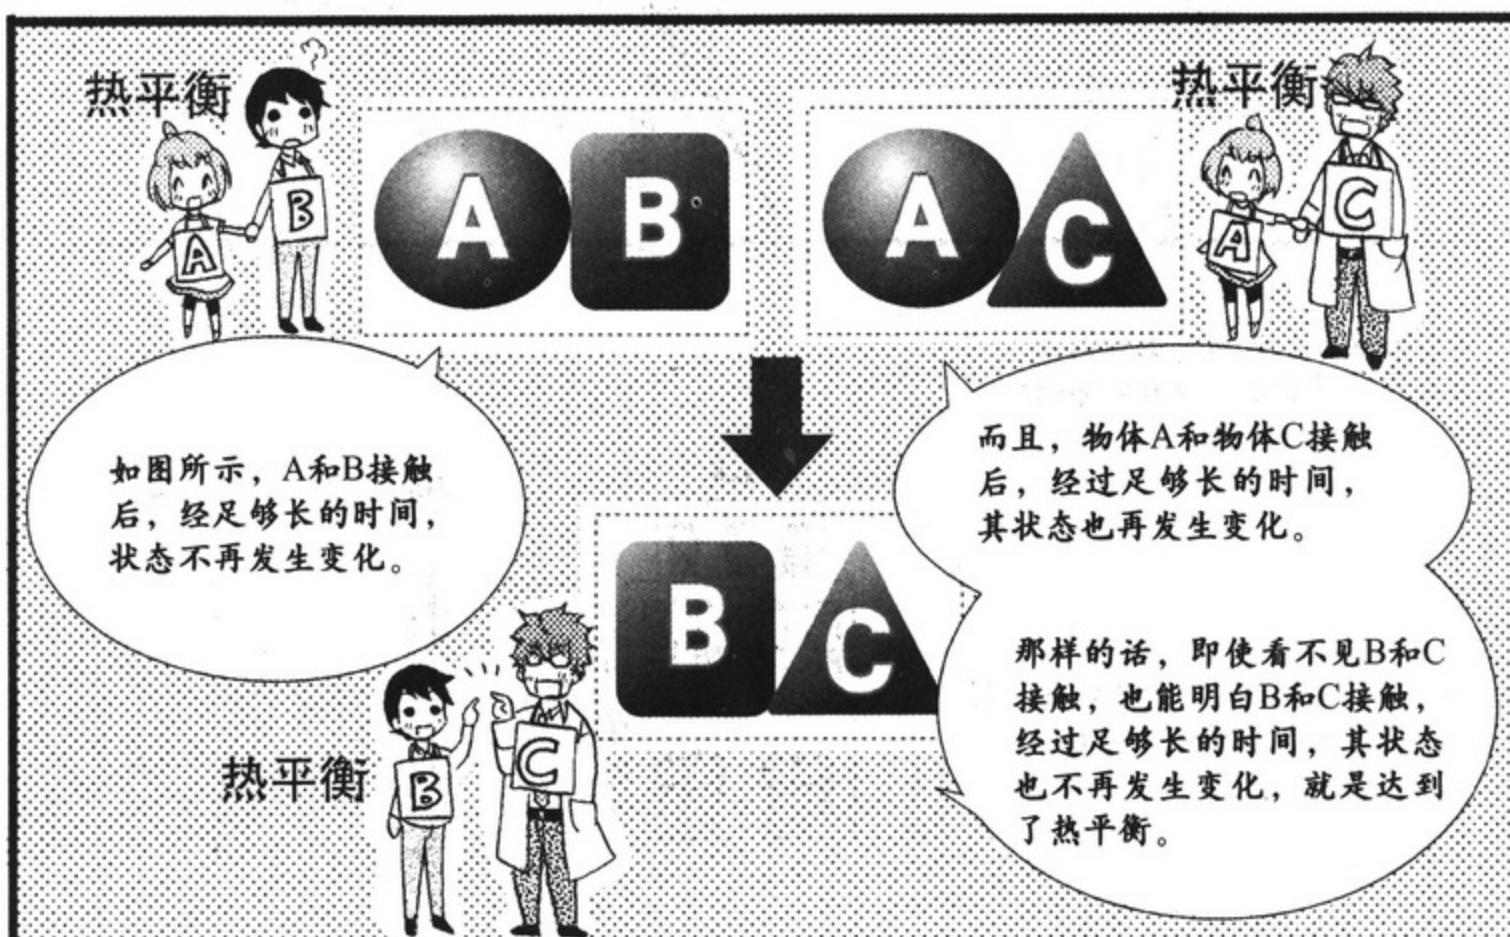 热平衡
B
A
A
B
如图所示，A和B接触
后，经足够长的时间，
状态不再发生变化。
热平衡
C
A
A
C
而且，物体A和物体C接触
后，经过足够长的时间，
其状态也再发生变化。
B
C
热平衡
B
C
那样的话，即使看不见B和C
接触，也能明白B和C接触，
经过足够长的时间，其状态
也不再发生变化，就是达到
了热平衡。